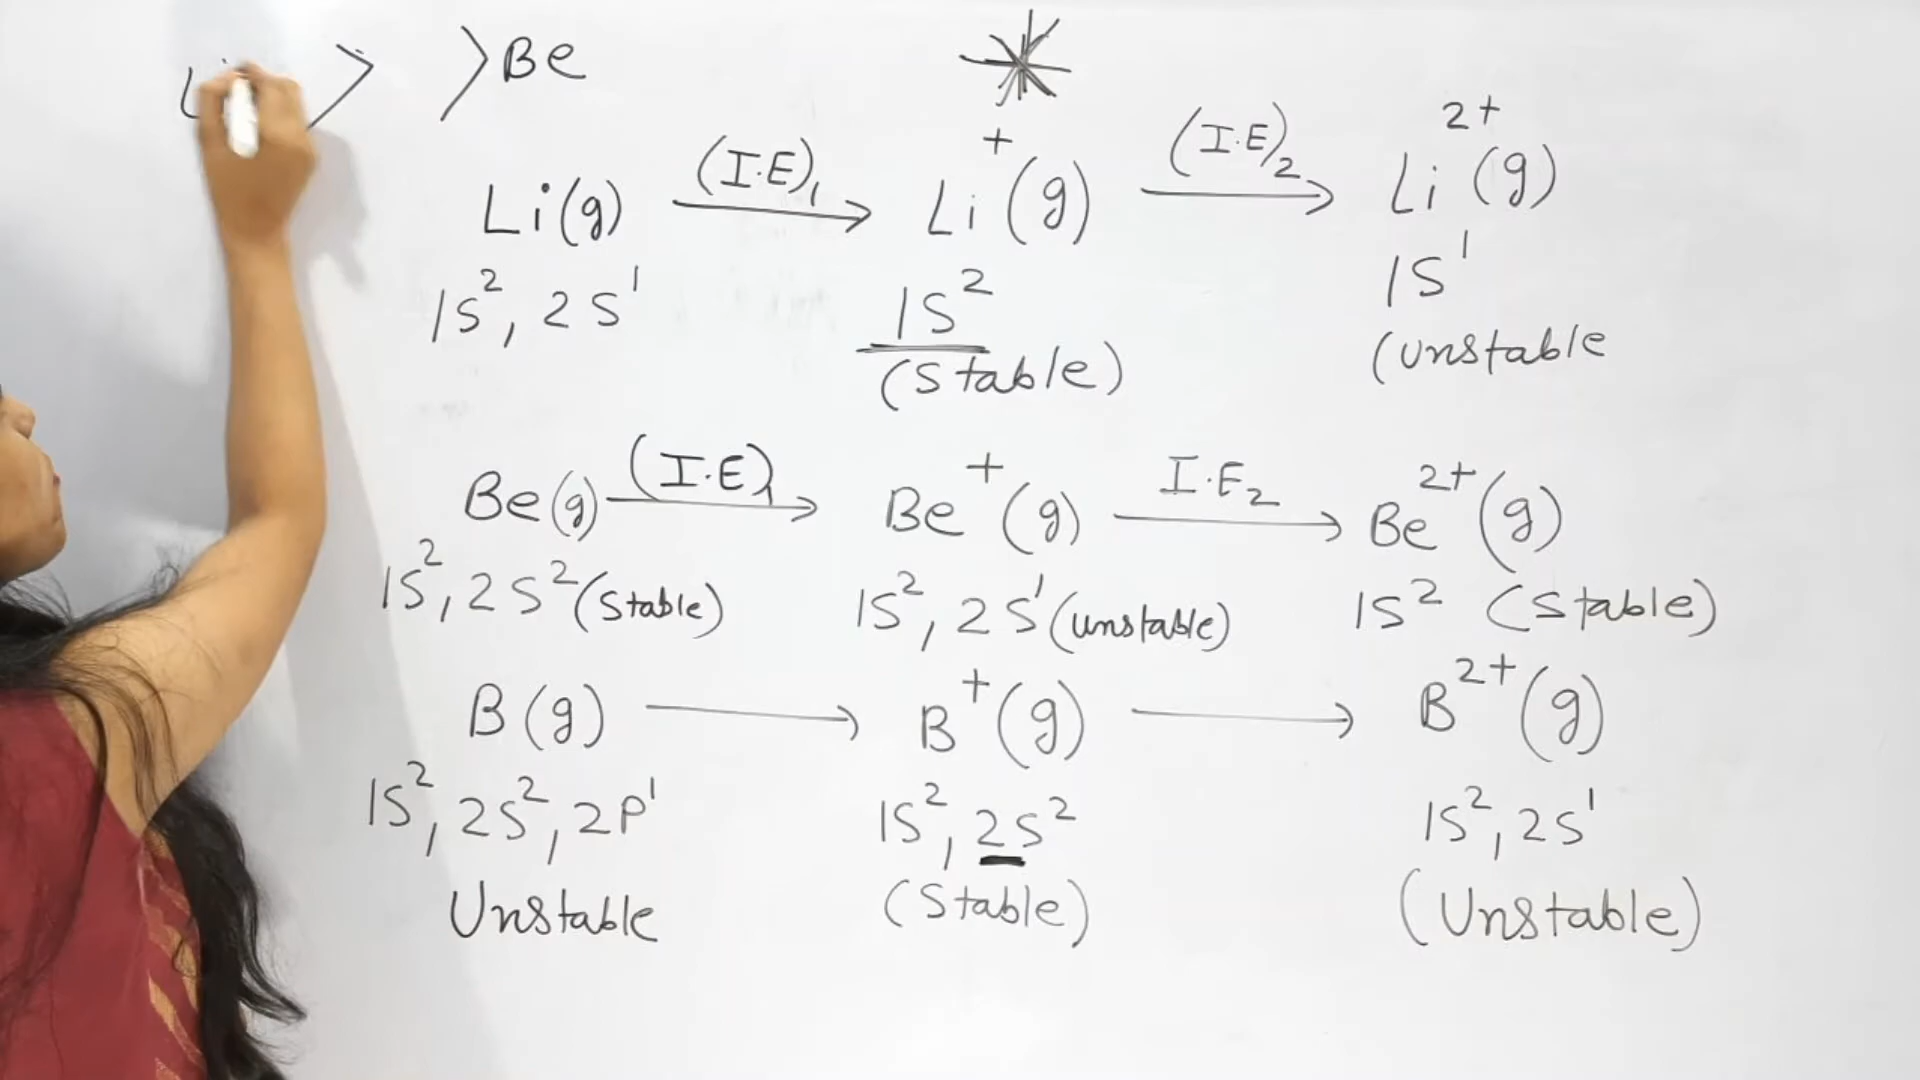 Li > > Be
Li(g) (I.E)₁ → Li⁺(g) (I.E)₂ → Li²⁺(g)
1S², 2S¹ 1S² 1S¹
(Stable) (Unstable
Be(g) (I.E)₁ → Be⁺(g) I.E₂ → Be²⁺(g)
1S², 2S² (Stable) 1S², 2S¹ (Unstable) 1S² (Stable)
B(g) → B⁺(g) → B²⁺(g)
1S², 2S², 2P¹ 1S², 2S² 1S², 2S¹
Unstable (Stable) (Unstable)